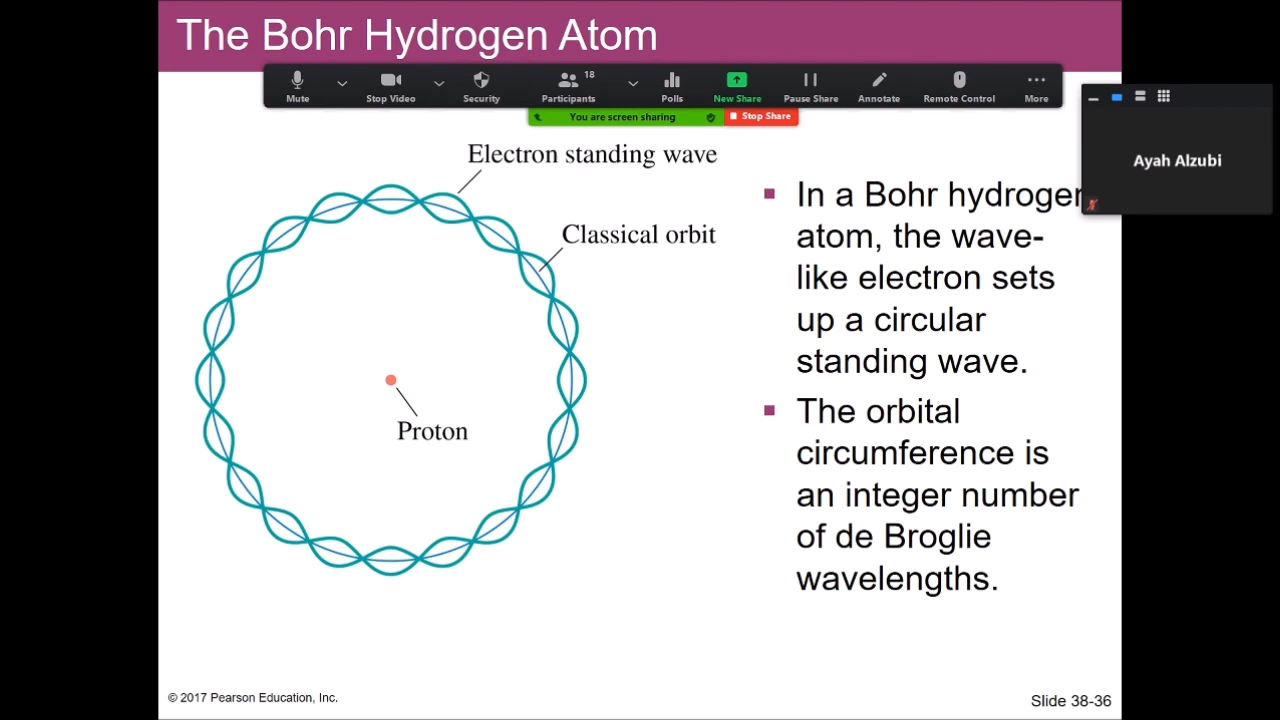 The Bohr Hydrogen Atom
Mute
Stop Video
Security
18
Participants
Polls
New Share
Pause Share
Annotate
Remote Control
More
You are screen sharing
Stop Share
Ayah Alzubi
Electron standing wave
Classical orbit
Proton
In a Bohr hydrogen
atom, the wave-
like electron sets
up a circular
standing wave.
The orbital
circumference is
an integer number
of de Broglie
wavelengths.
© 2017 Pearson Education, Inc.
Slide 38-36